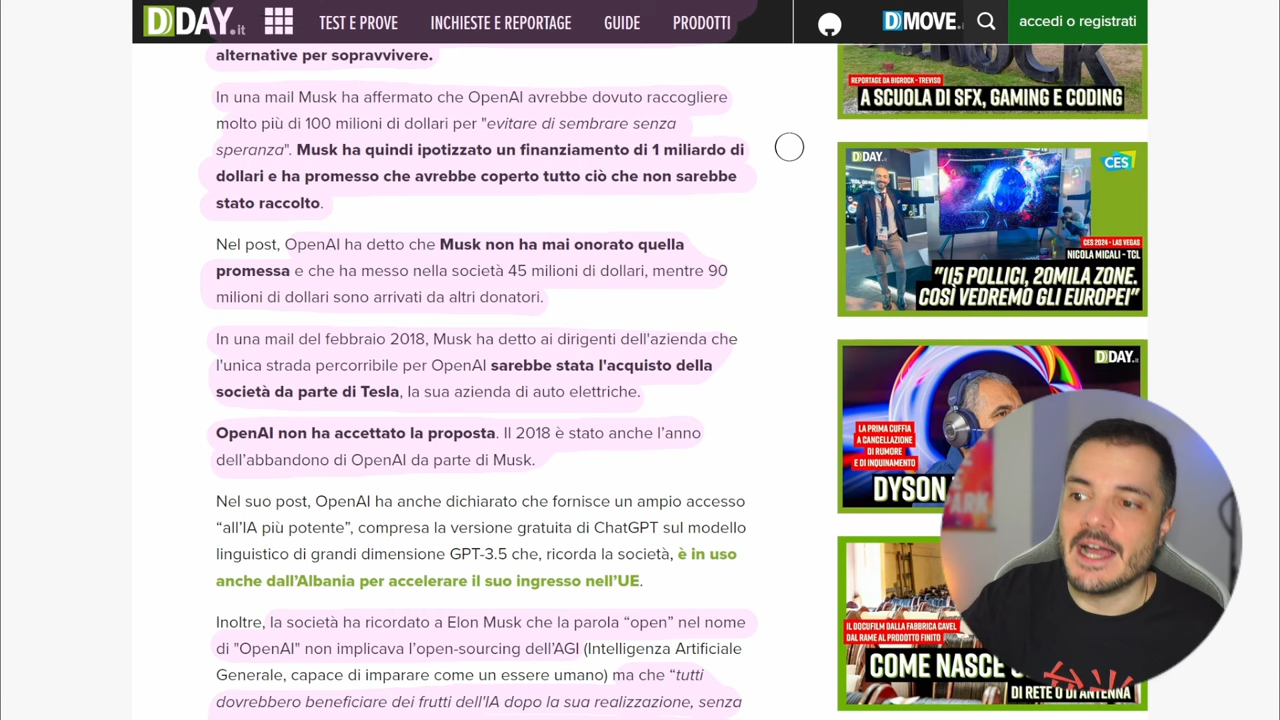 DDAY.it
TEST E PROVE
INCHIESTE E REPORTAGE
GUIDE
PRODOTTI
DMOVE.
accedi o registrati
alternative per sopravvivere.
In una mail Musk ha affermato che OpenAI avrebbe dovuto raccogliere
molto più di 100 milioni di dollari per "evitare di sembrare senza
speranza". Musk ha quindi ipotizzato un finanziamento di 1 miliardo di
dollari e ha promesso che avrebbe coperto tutto ciò che non sarebbe
stato raccolto.
Nel post, OpenAI ha detto che Musk non ha mai onorato quella
promessa e che ha messo nella società 45 milioni di dollari, mentre 90
milioni di dollari sono arrivati da altri donatori.
In una mail del febbraio 2018, Musk ha detto ai dirigenti dell'azienda che
l'unica strada percorribile per OpenAI sarebbe stata l'acquisto della
società da parte di Tesla, la sua azienda di auto elettriche.
OpenAI non ha accettato la proposta. Il 2018 è stato anche l'anno
dell'abbandono di OpenAI da parte di Musk.
Nel suo post, OpenAI ha anche dichiarato che fornisce un ampio accesso
“all'IA più potente”, compresa la versione gratuita di ChatGPT sul modello
linguistico di grandi dimensione GPT-3.5 che, ricorda la società, è in uso
anche dall'Albania per accelerare il suo ingresso nell'UE.
Inoltre, la società ha ricordato a Elon Musk che la parola “open” nel nome
di "OpenAI" non implicava l'open-sourcing dell'AGI (Intelligenza Artificiale
Generale, capace di imparare come un essere umano) ma che “tutti
dovrebbero beneficiare dei frutti dell'IA dopo la sua realizzazione, senza
REPORTAGE DA BIGROCK - TREVISO
A SCUOLA DI SFX, GAMING E CODING
DDAY.it
CES
CES 2024 - LAS VEGAS
NICOLA MICALI - TCL
"115 POLLICI, 20MILA ZONE.
COSÌ VEDREMO GLI EUROPEI"
DDAY.it
LA PRIMA CUFFIA
A CANCELLAZIONE
DI RUMORE
E DI INQUINAMENTO
DYSON
IL DOCUFILM DALLA FABBRICA CAVEL
DAL RAME AL PRODOTTO FINITO
COME NASCE
DI RETE O DI ANTENNA